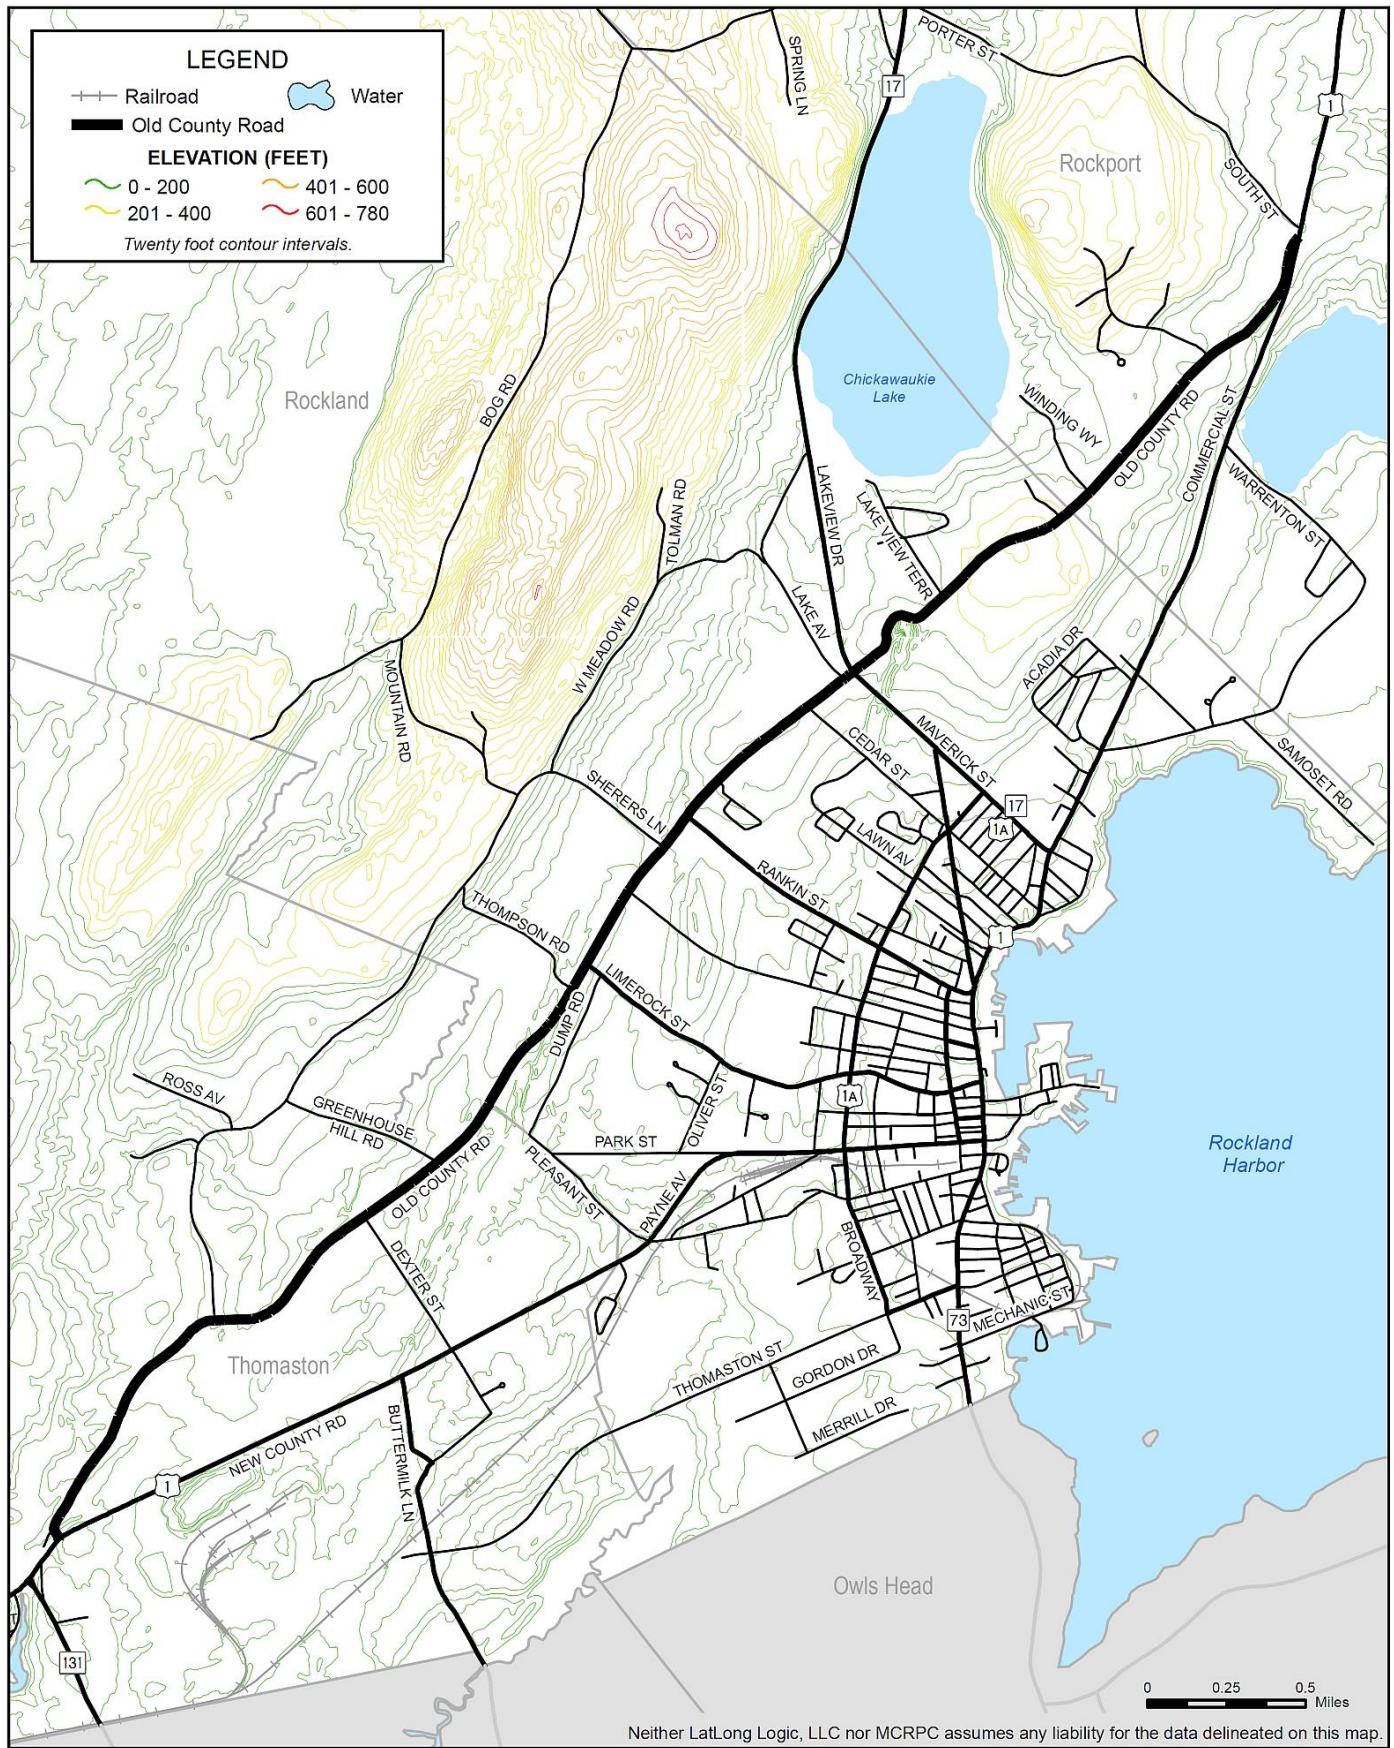 LEGEND
Railroad
Water
Old County Road
ELEVATION (FEET)
0 - 200
401 - 600
201 - 400
601 - 780
Twenty foot contour intervals.
SPRING LN
17
PORTER ST
1
Rockport
SOUTH ST
Rockland
BOG RD
Chickawaukie
Lake
WINDING WY
OLD COUNTY RD
COMMERCIAL ST
WARRENTON ST
TOLMAN RD
LAKEVIEW DR
LAKE VIEW TERR
LAKE AV
W MEADOW RD
MOUNTAIN RD
ACADIA DR
SAMOSET RD
MAVERICK ST
CEDAR ST
SHERERS LN
17
1A
LAWN AV
RANKIN ST
THOMPSON RD
1
LIMEROCK ST
DUMP RD
ROSS AV
GREENHOUSE
HILL RD
OLIVER ST
1A
PARK ST
OLD COUNTY RD
PLEASANT ST
PAYNE AV
Rockland
Harbor
BROADWAY
DEXTER ST
73
MECHANIC ST
Thomaston
THOMASTON ST
GORDON DR
MERRILL DR
NEW COUNTY RD
BUTTERMILK LN
1
Owls Head
131
0
0.25
0.5
Miles
Neither LatLong Logic, LLC nor MCRPC assumes any liability for the data delineated on this map.